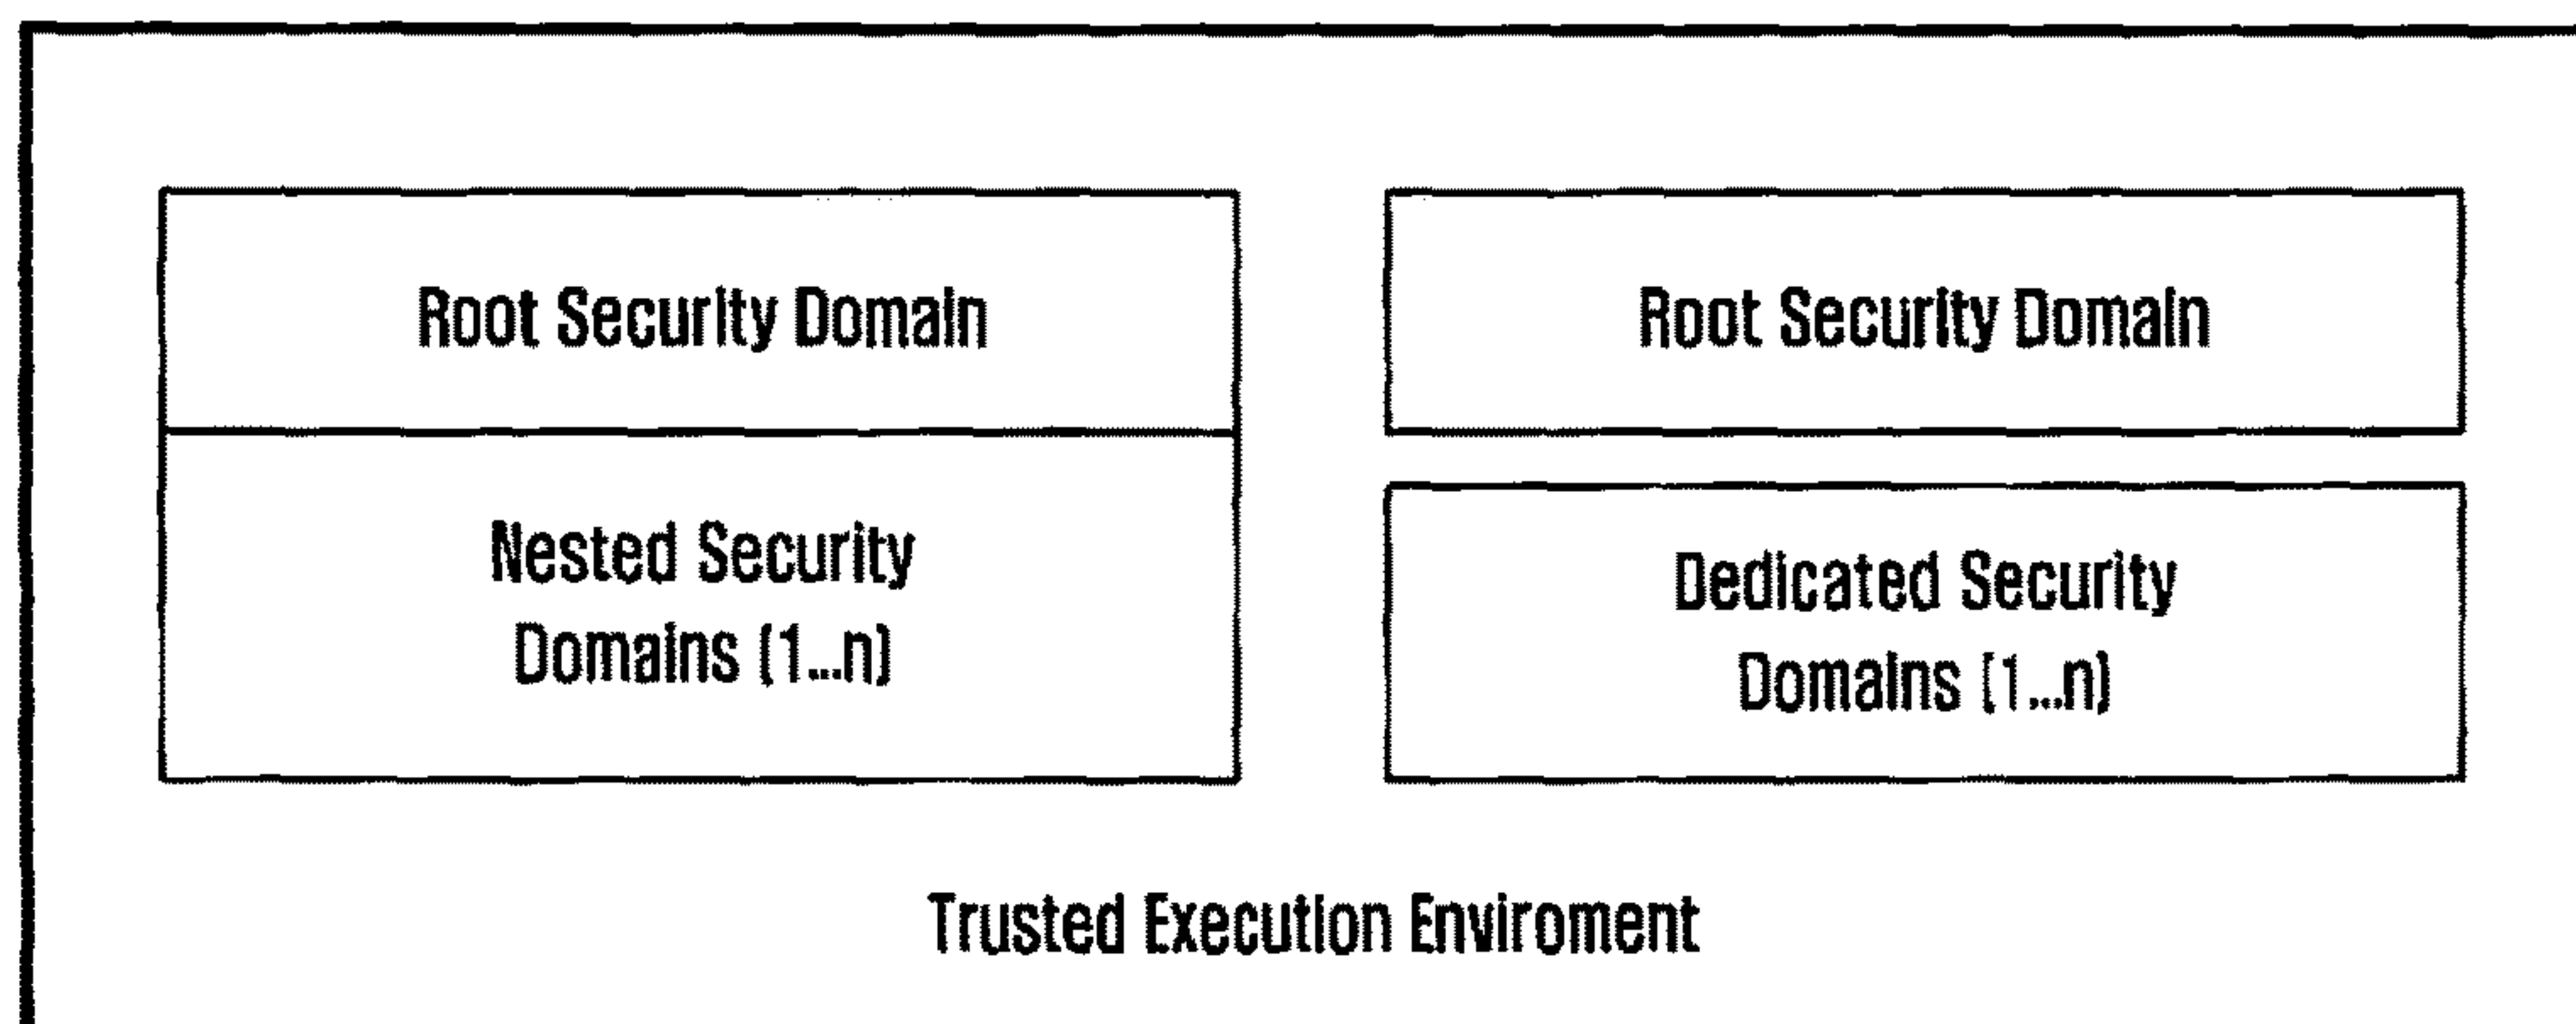 Root Security Domain
Nested Security
Domains (1...n)
Root Security Domain
Dedicated Security
Domains (1...n)
Trusted Execution Enviroment